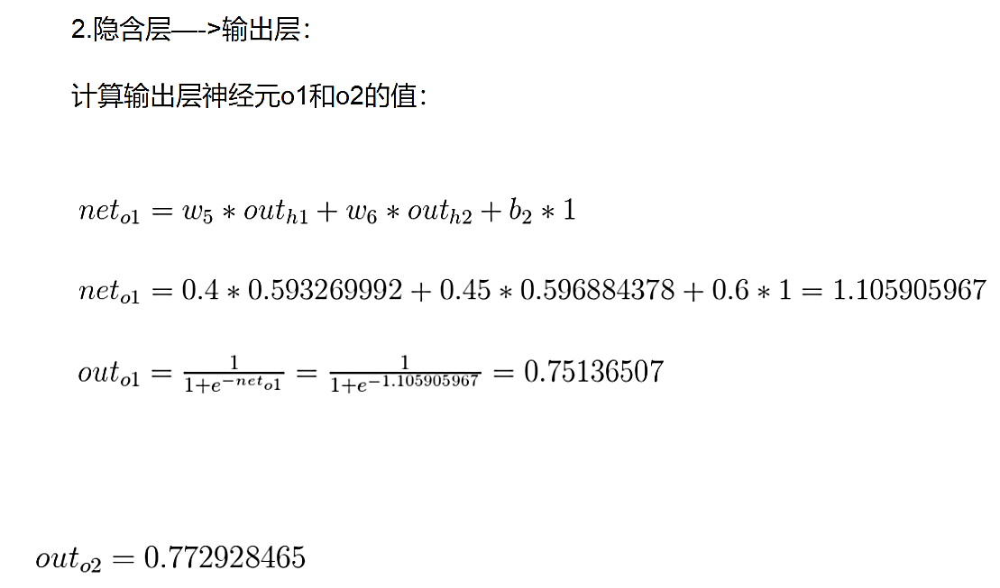 2.隐含层—->输出层：
计算输出层神经元o1和o2的值：
$net_{o1} = w_5 * out_{h1} + w_6 * out_{h2} + b_2 * 1$
$net_{o1} = 0.4 * 0.593269992 + 0.45 * 0.596884378 + 0.6 * 1 = 1.105905967$
$out_{o1} = \frac{1}{1+e^{-net_{o1}}} = \frac{1}{1+e^{-1.105905967}} = 0.75136507$
$out_{o2} = 0.772928465$